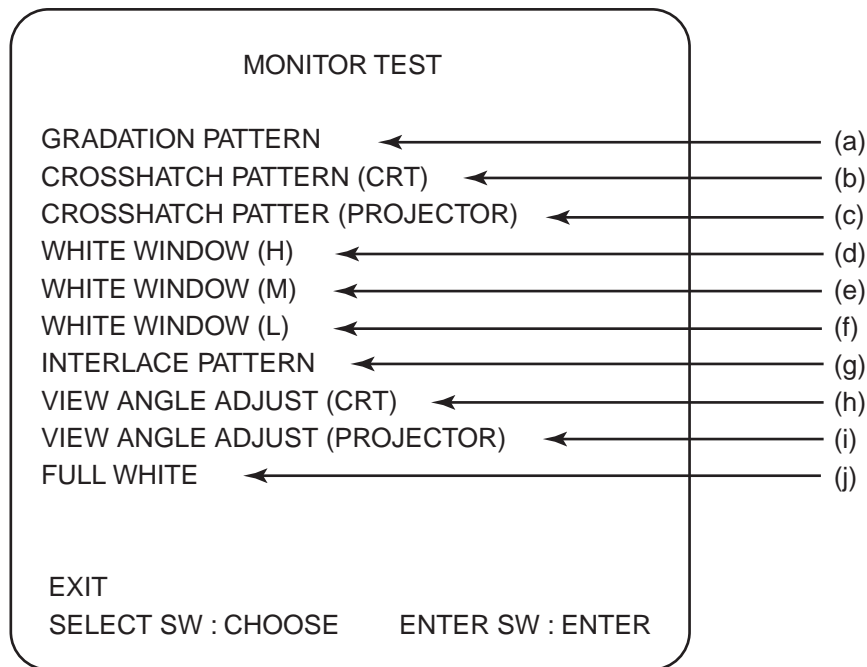 MONITOR TEST
GRADATION PATTERN (a)
CROSSHATCH PATTERN (CRT) (b)
CROSSHATCH PATTER (PROJECTOR) (c)
WHITE WINDOW (H) (d)
WHITE WINDOW (M) (e)
WHITE WINDOW (L) (f)
INTERLACE PATTERN (g)
VIEW ANGLE ADJUST (CRT) (h)
VIEW ANGLE ADJUST (PROJECTOR) (i)
FULL WHITE (j)
EXIT
SELECT SW : CHOOSE ENTER SW : ENTER